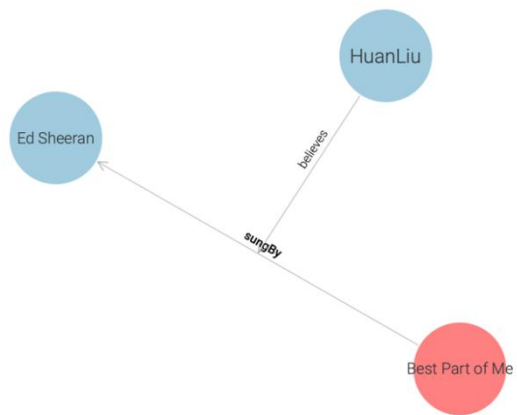 HuanLiu
Ed Sheeran
believes
sungBy
Best Part of Me